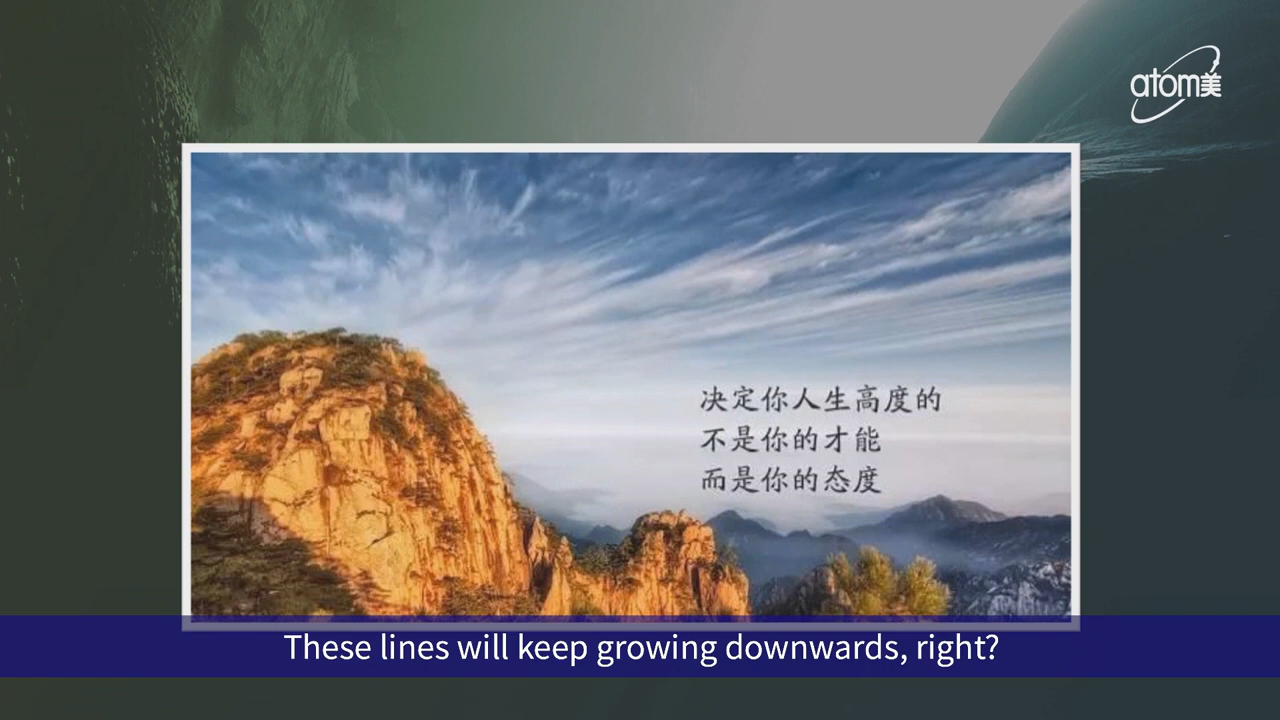 atom美
决定你人生高度的
不是你的才能
而是你的态度
These lines will keep growing downwards, right?